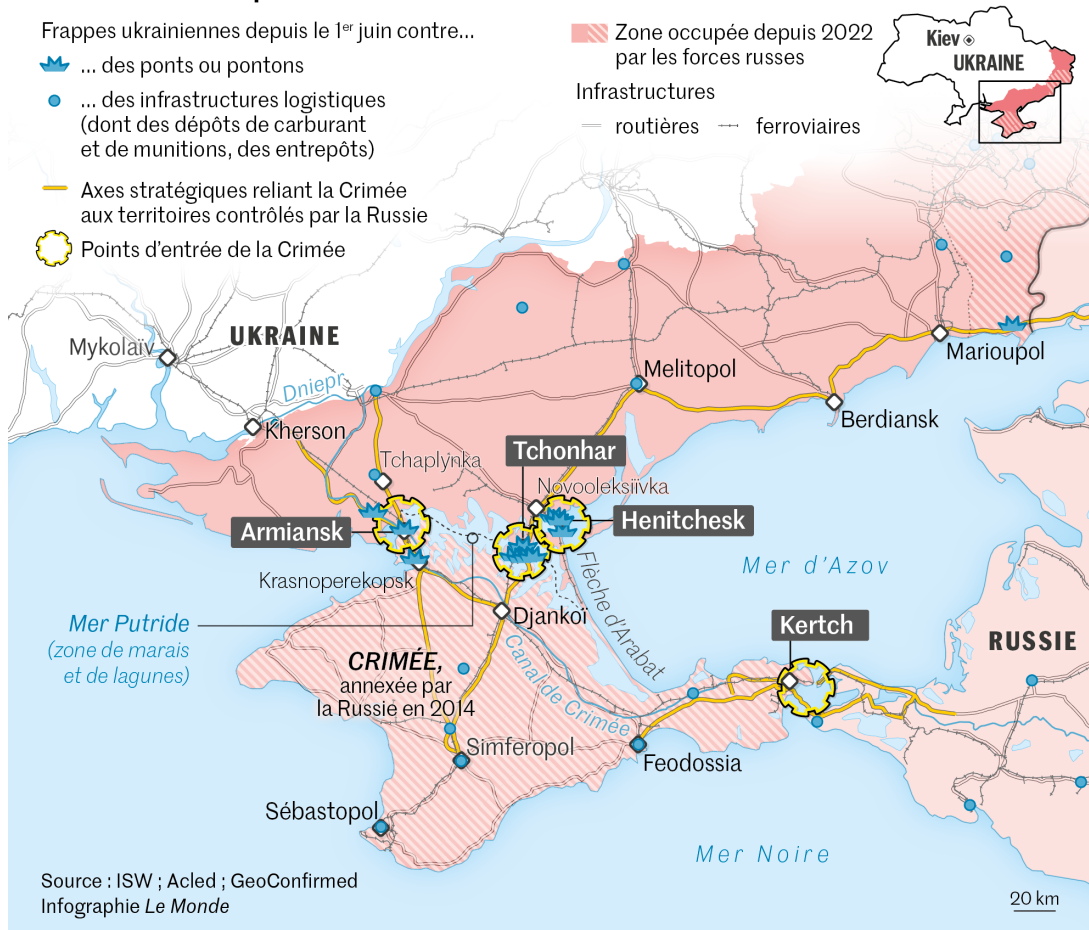 Frappes ukrainiennes depuis le 1er juin contre...
... des ponts ou pontons
... des infrastructures logistiques
(dont des dépôts de carburant
et de munitions, des entrepôts)
Axes stratégiques reliant la Crimée
aux territoires contrôlés par la Russie
Points d'entrée de la Crimée
Zone occupée depuis 2022
par les forces russes
Infrastructures
routières
ferroviaires
Kiev
UKRAINE
UKRAINE
Mykolaïv
Dniepr
Kherson
Melitopol
Marioupol
Berdiansk
Tchaplynka
Tchonhar
Novooleksiivka
Armiansk
Henitchesk
Krasnoperekopsk
Mer d'Azov
Flèche d'Arabat
Mer Putride
(zone de marais
et de lagunes)
Djankoï
Kertch
RUSSIE
CRIMÉE,
annexée par
la Russie en 2014
Canal de Crimée
Simferopol
Feodossia
Sébastopol
Mer Noire
Source : ISW ; Acled ; GeoConfirmed
Infographie Le Monde
20 km